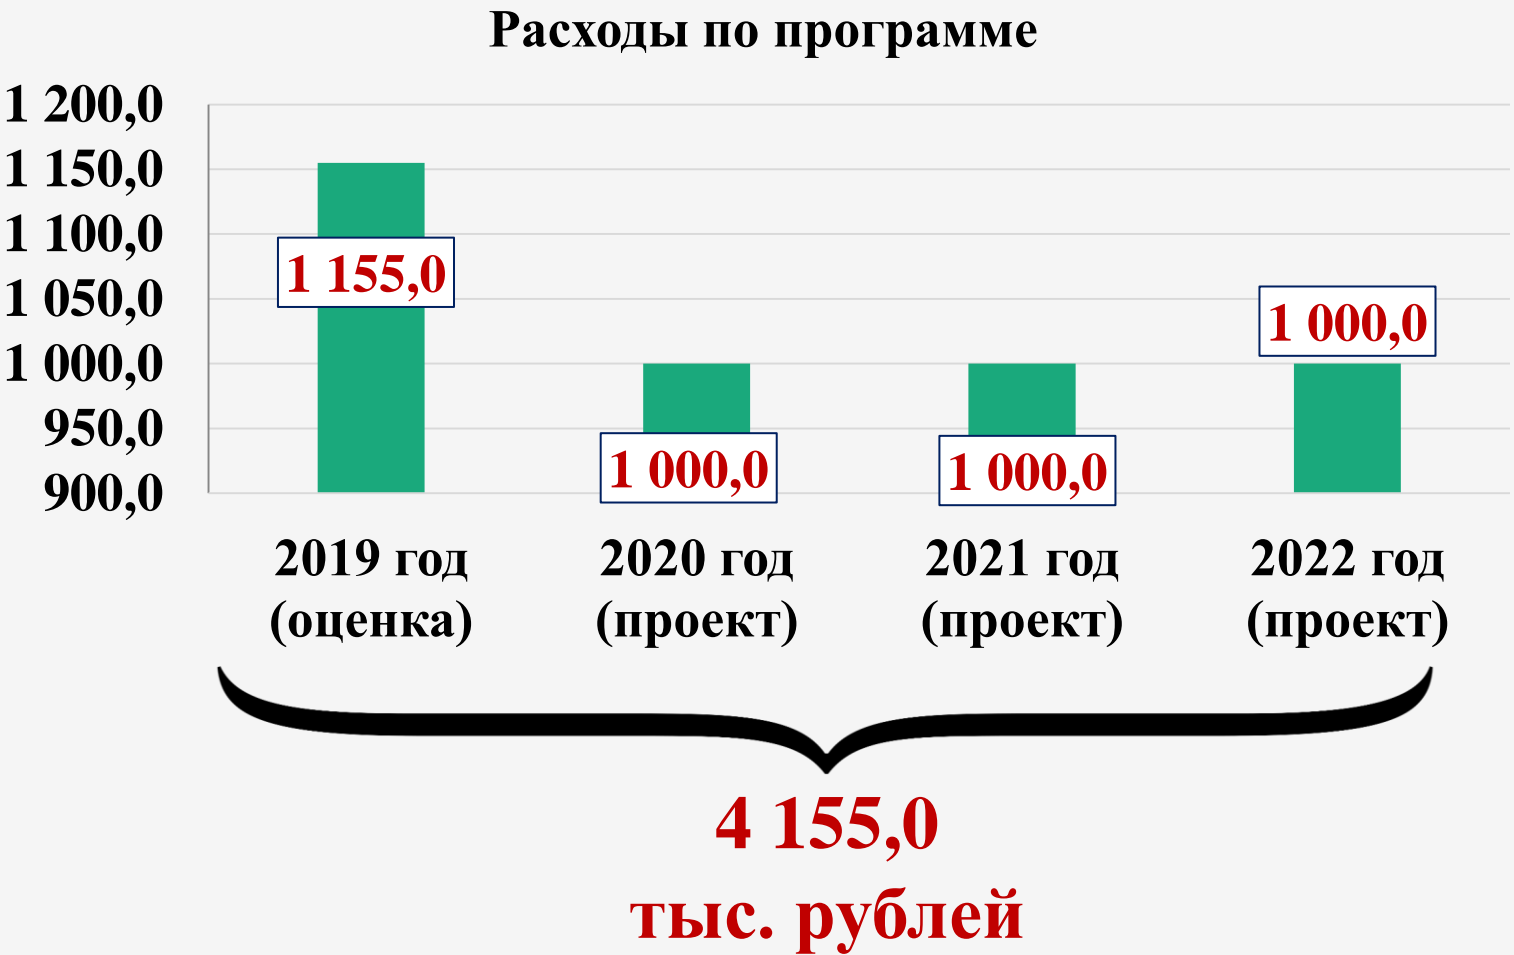 Расходы по программе
1 200,0
1 150,0
1 100,0
1 050,0
1 000,0
950,0
900,0
1 155,0
1 000,0
1 000,0
1 000,0
2019 год
(оценка)
2020 год
(проект)
2021 год
(проект)
2022 год
(проект)
4 155,0
тыс. рублей